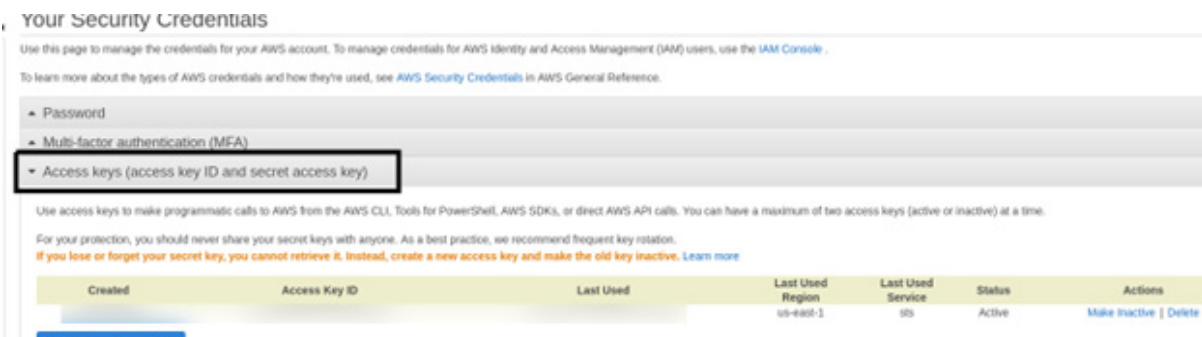 Your Security Credentials
Use this page to manage the credentials for your AWS account. To manage credentials for AWS Identity and Access Management (IAM) users, use the IAM Console .
To learn more about the types of AWS credentials and how they're used, see AWS Security Credentials in AWS General Reference.
Password
Multi-factor authentication (MFA)
Access keys (access key ID and secret access key)
Use access keys to make programmatic calls to AWS from the AWS CLI, Tools for PowerShell, AWS SDKs, or direct AWS API calls. You can have a maximum of two access keys (active or inactive) at a time.
For your protection, you should never share your secret keys with anyone. As a best practice, we recommend frequent key rotation.
If you lose or forget your secret key, you cannot retrieve it. Instead, create a new access key and make the old key inactive. Learn more
Created Access Key ID Last Used Last Used Region Last Used Service Status Actions
us-east-1 sts Active Make Inactive | Delete